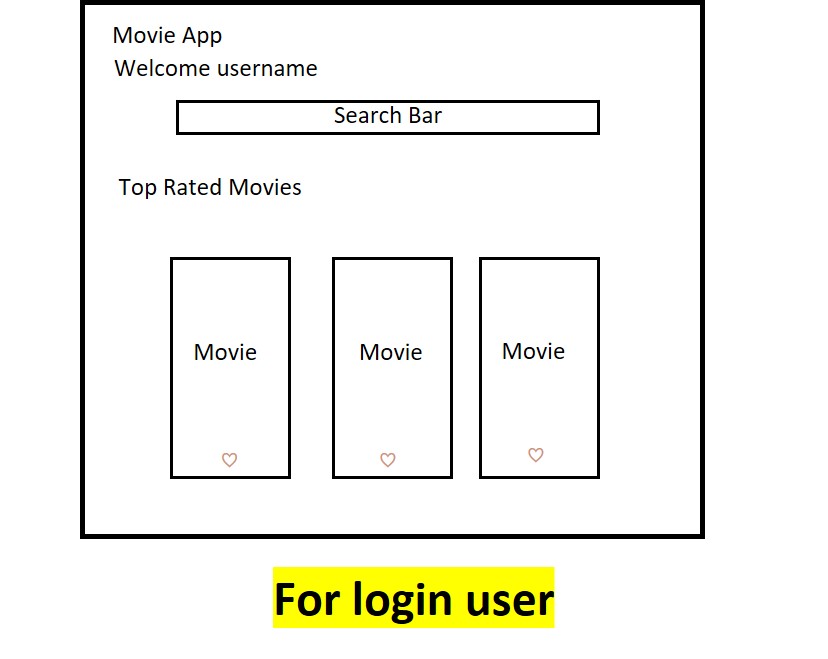 Movie App
Welcome username
Search Bar
Top Rated Movies
Movie
Movie
Movie
For login user